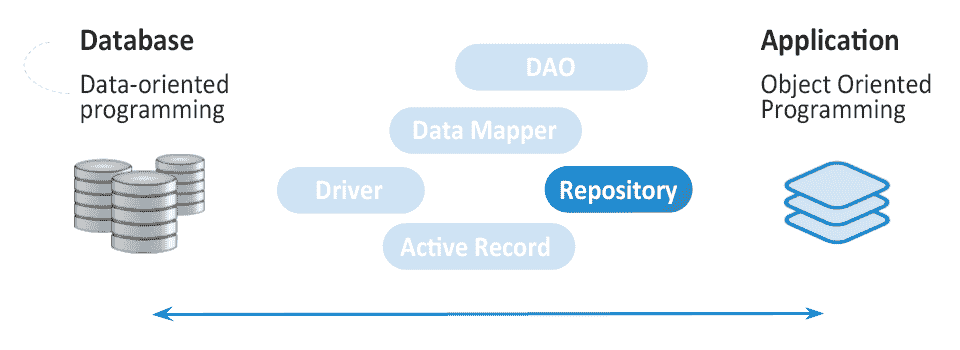 Database
Data-oriented
programming
DAO
Data Mapper
Driver
Repository
Active Record
Application
Object Oriented
Programming